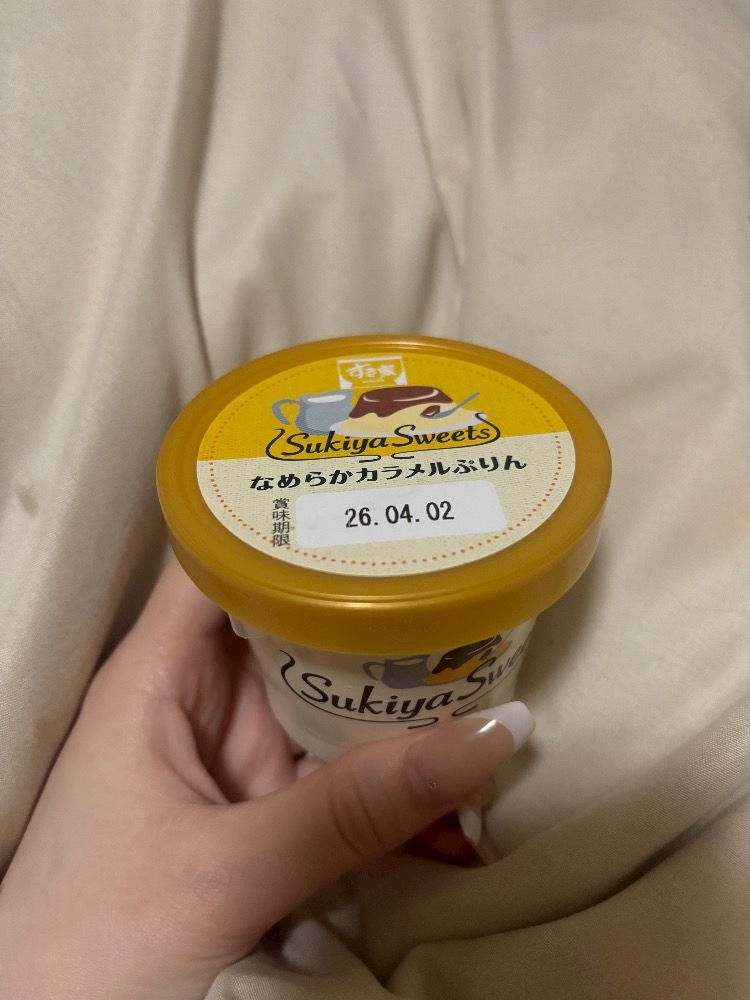 すき家
Sukiya Sweets
なめらかカラメルぷりん
賞味期限
26.04.02
Sukiya Swe